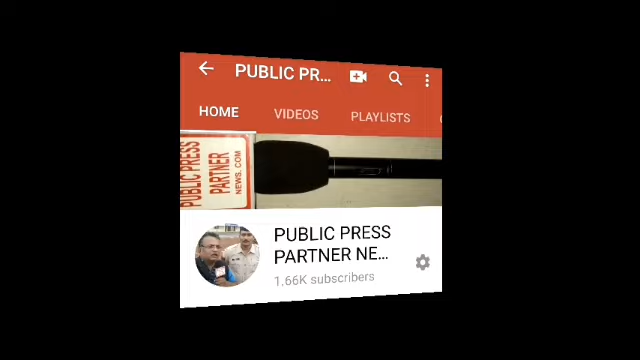 PUBLIC PR...
HOME VIDEOS PLAYLISTS
PUBLIC PRESS
PARTNER
NEWS.COM
PUBLIC PRESS
PARTNER NE...
1.66K subscribers